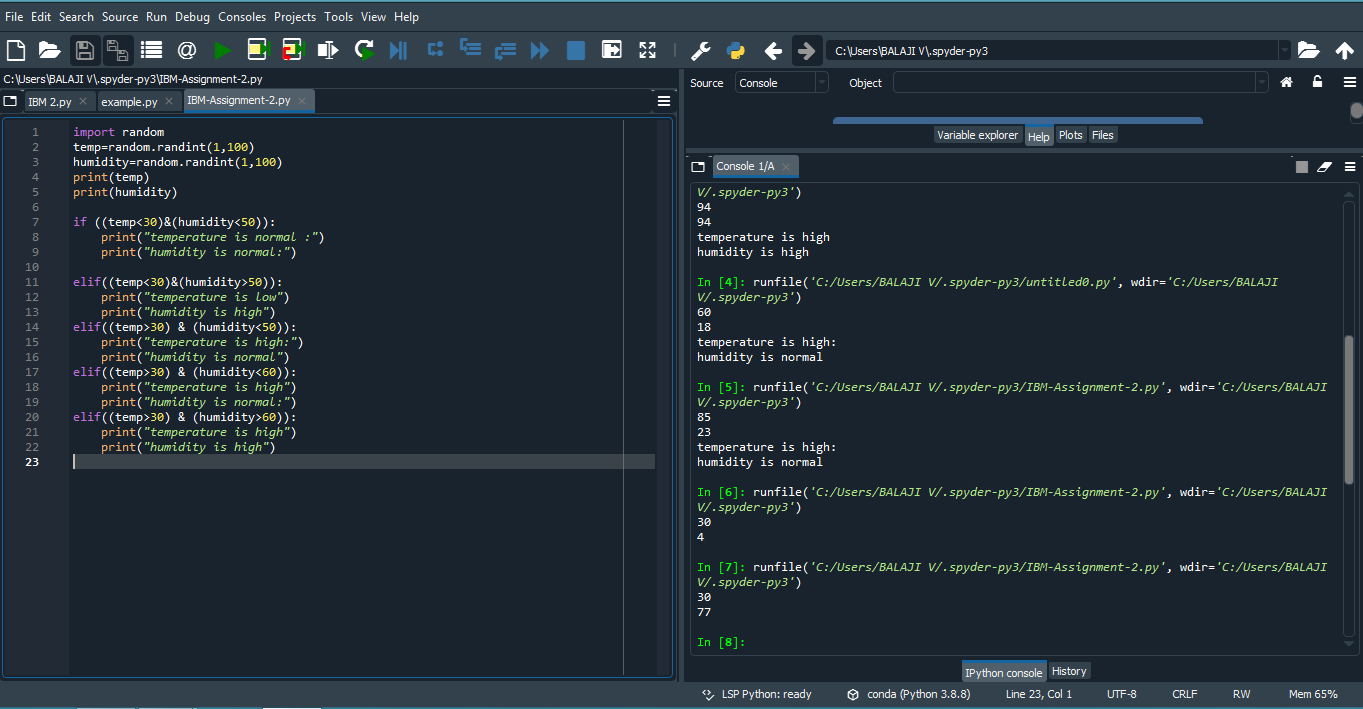 File Edit Search Source Run Debug Consoles Projects Tools View Help
C:\Users\BALAJI V\.spyder-py3
C:\Users\BALAJI V\.spyder-py3\IBM-Assignment-2.py
IBM 2.py
example.py
IBM-Assignment-2.py
1 import random
2 temp=random.randint(1,100)
3 humidity=random.randint(1,100)
4 print(temp)
5 print(humidity)
6
7 if ((temp<30)&(humidity<50)):
8 print("temperature is normal :")
9 print("humidity is normal:")
10
11 elif((temp<30)&(humidity>50)):
12 print("temperature is low")
13 print("humidity is high")
14 elif((temp>30) & (humidity<50)):
15 print("temperature is high:")
16 print("humidity is normal")
17 elif((temp>30) & (humidity<60)):
18 print("temperature is high")
19 print("humidity is normal:")
20 elif((temp>30) & (humidity>60)):
21 print("temperature is high")
22 print("humidity is high")
23
Source Console Object
Variable explorer Help Plots Files
Console 1/A
V/.spyder-py3')
94
94
temperature is high
humidity is high
In [4]: runfile('C:/Users/BALAJI V/.spyder-py3/untitled0.py', wdir='C:/Users/BALAJI
V/.spyder-py3')
60
18
temperature is high:
humidity is normal
In [5]: runfile('C:/Users/BALAJI V/.spyder-py3/IBM-Assignment-2.py', wdir='C:/Users/BALAJI
V/.spyder-py3')
85
23
temperature is high:
humidity is normal
In [6]: runfile('C:/Users/BALAJI V/.spyder-py3/IBM-Assignment-2.py', wdir='C:/Users/BALAJI
V/.spyder-py3')
30
4
In [7]: runfile('C:/Users/BALAJI V/.spyder-py3/IBM-Assignment-2.py', wdir='C:/Users/BALAJI
V/.spyder-py3')
30
77
In [8]:
IPython console History
LSP Python: ready conda (Python 3.8.8) Line 23, Col 1 UTF-8 CRLF RW Mem 65%